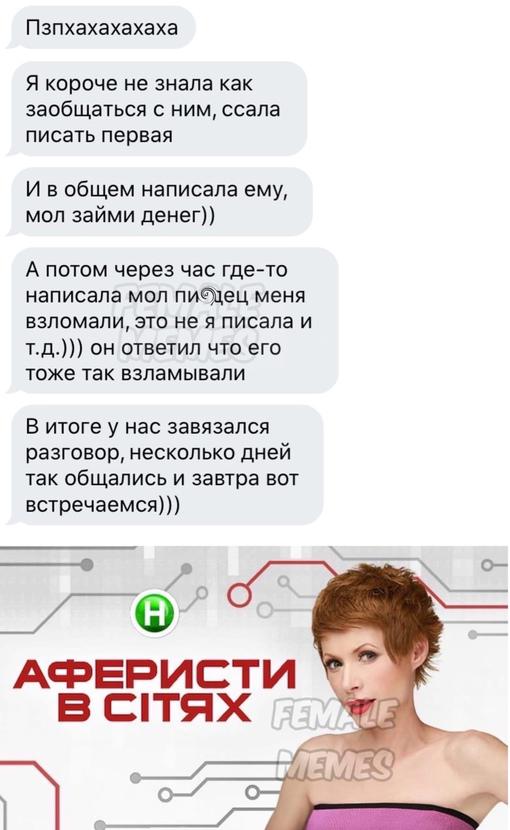 Пзпхахахахаха
Я короче не знала как
заобщаться с ним, ссала
писать первая
И в общем написала ему,
мол займи денег))
А потом через час где-то
написала мол пи дец меня
взломали, это не я писала и
т.д.))) он ответил что его
тоже так взламывали
В итоге у нас завязался
разговор, несколько дней
так общались и завтра вот
встречаемся)))
FEMALE
MEMES
Н
АФЕРИСТИ
В СІТЯХ
FEMALE
MEMES